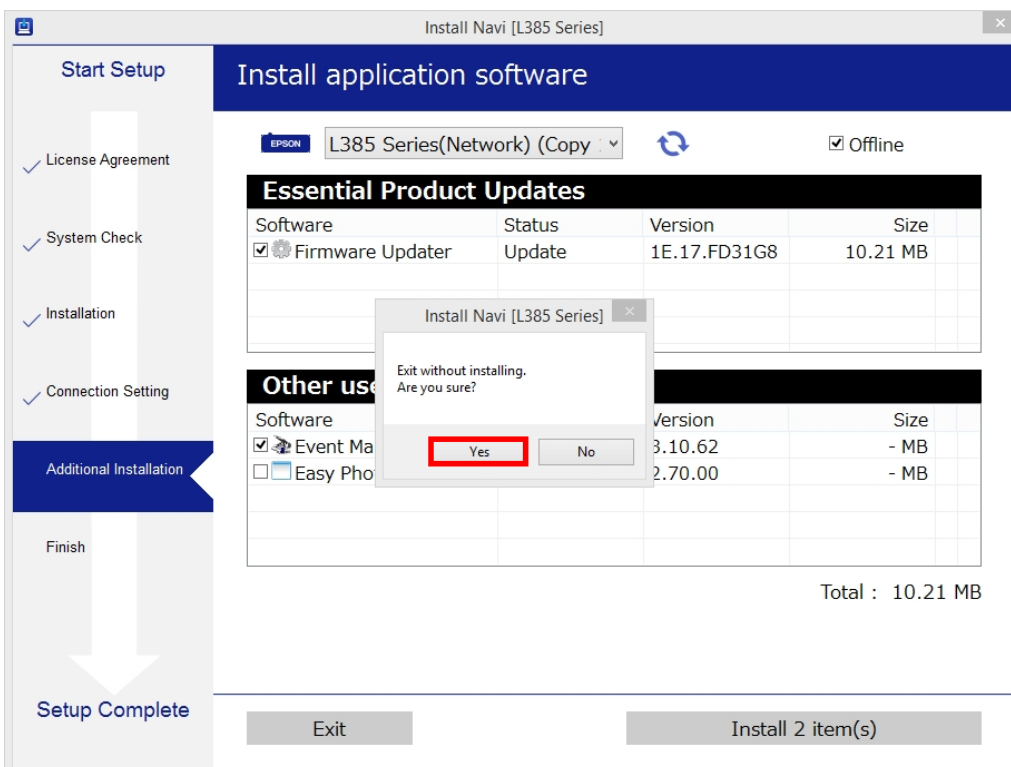 Install Navi [L385 Series]
Start Setup
License Agreement
System Check
Installation
Connection Setting
Additional Installation
Finish
Setup Complete
Install application software
EPSON
L385 Series(Network) (Copy
Offline
Essential Product Updates
Software Status Version Size
Firmware Updater Update 1E.17.FD31G8 10.21 MB
Install Navi [L385 Series]
Exit without installing.
Are you sure?
Yes No
Other
Software Version Size
Event 3.10.62 - MB
Easy 2.70.00 - MB
Total : 10.21 MB
Exit
Install 2 item(s)